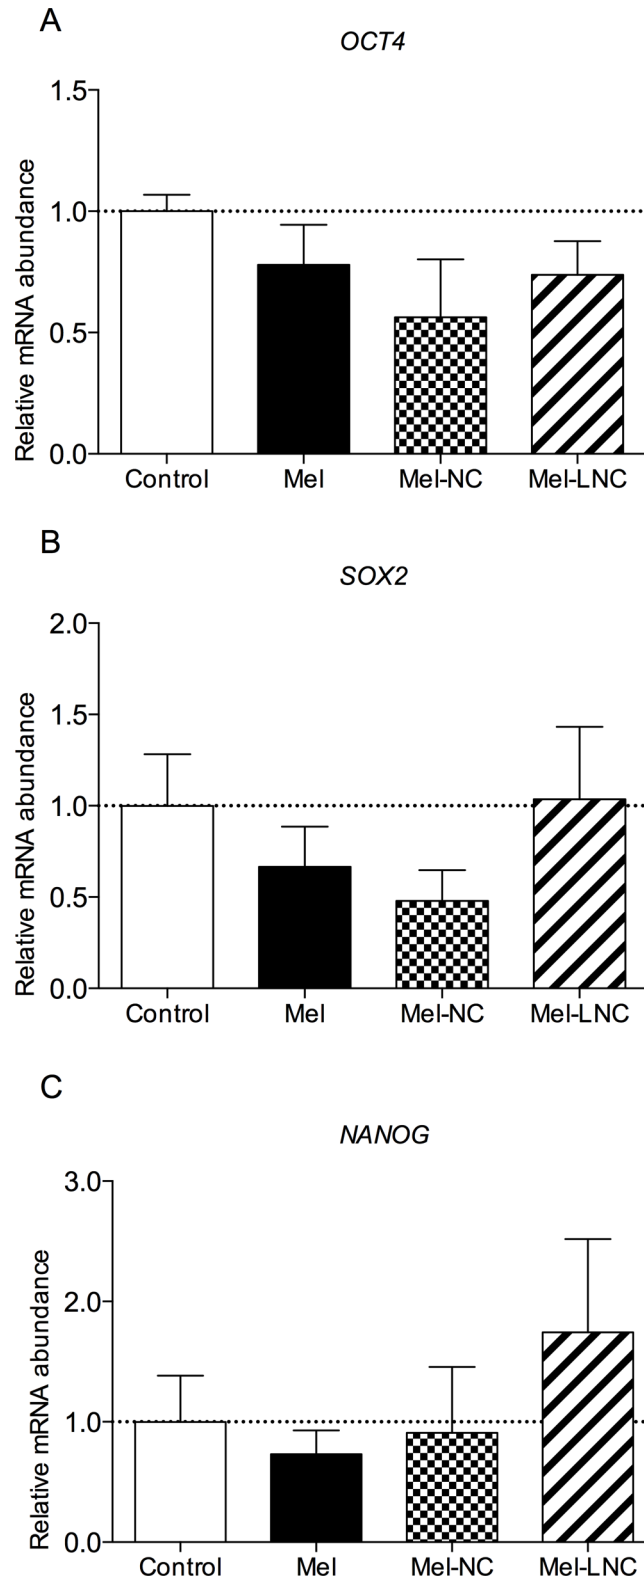 A
OCT4
Relative mRNA abundance
1.5
1.0
0.5
0.0
Control Mel Mel-NC Mel-LNC
B
SOX2
Relative mRNA abundance
2.0
1.5
1.0
0.5
0.0
Control Mel Mel-NC Mel-LNC
C
NANOG
Relative mRNA abundance
3.0
2.0
1.0
0.0
Control Mel Mel-NC Mel-LNC